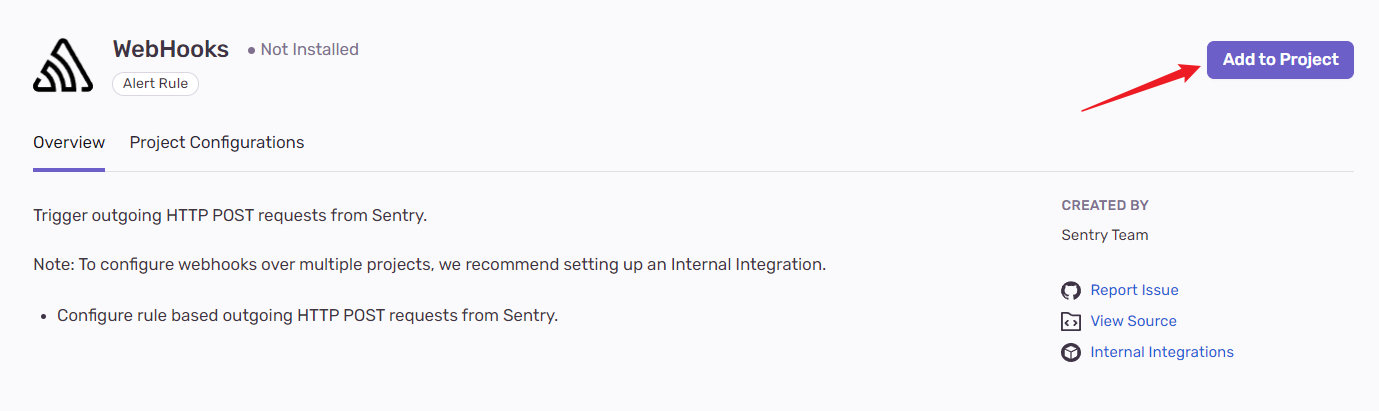 WebHooks
Not Installed
Add to Project
Alert Rule
Overview
Project Configurations
Trigger outgoing HTTP POST requests from Sentry.
Note: To configure webhooks over multiple projects, we recommend setting up an Internal Integration.
• Configure rule based outgoing HTTP POST requests from Sentry.
CREATED BY
Sentry Team
Report Issue
View Source
Internal Integrations